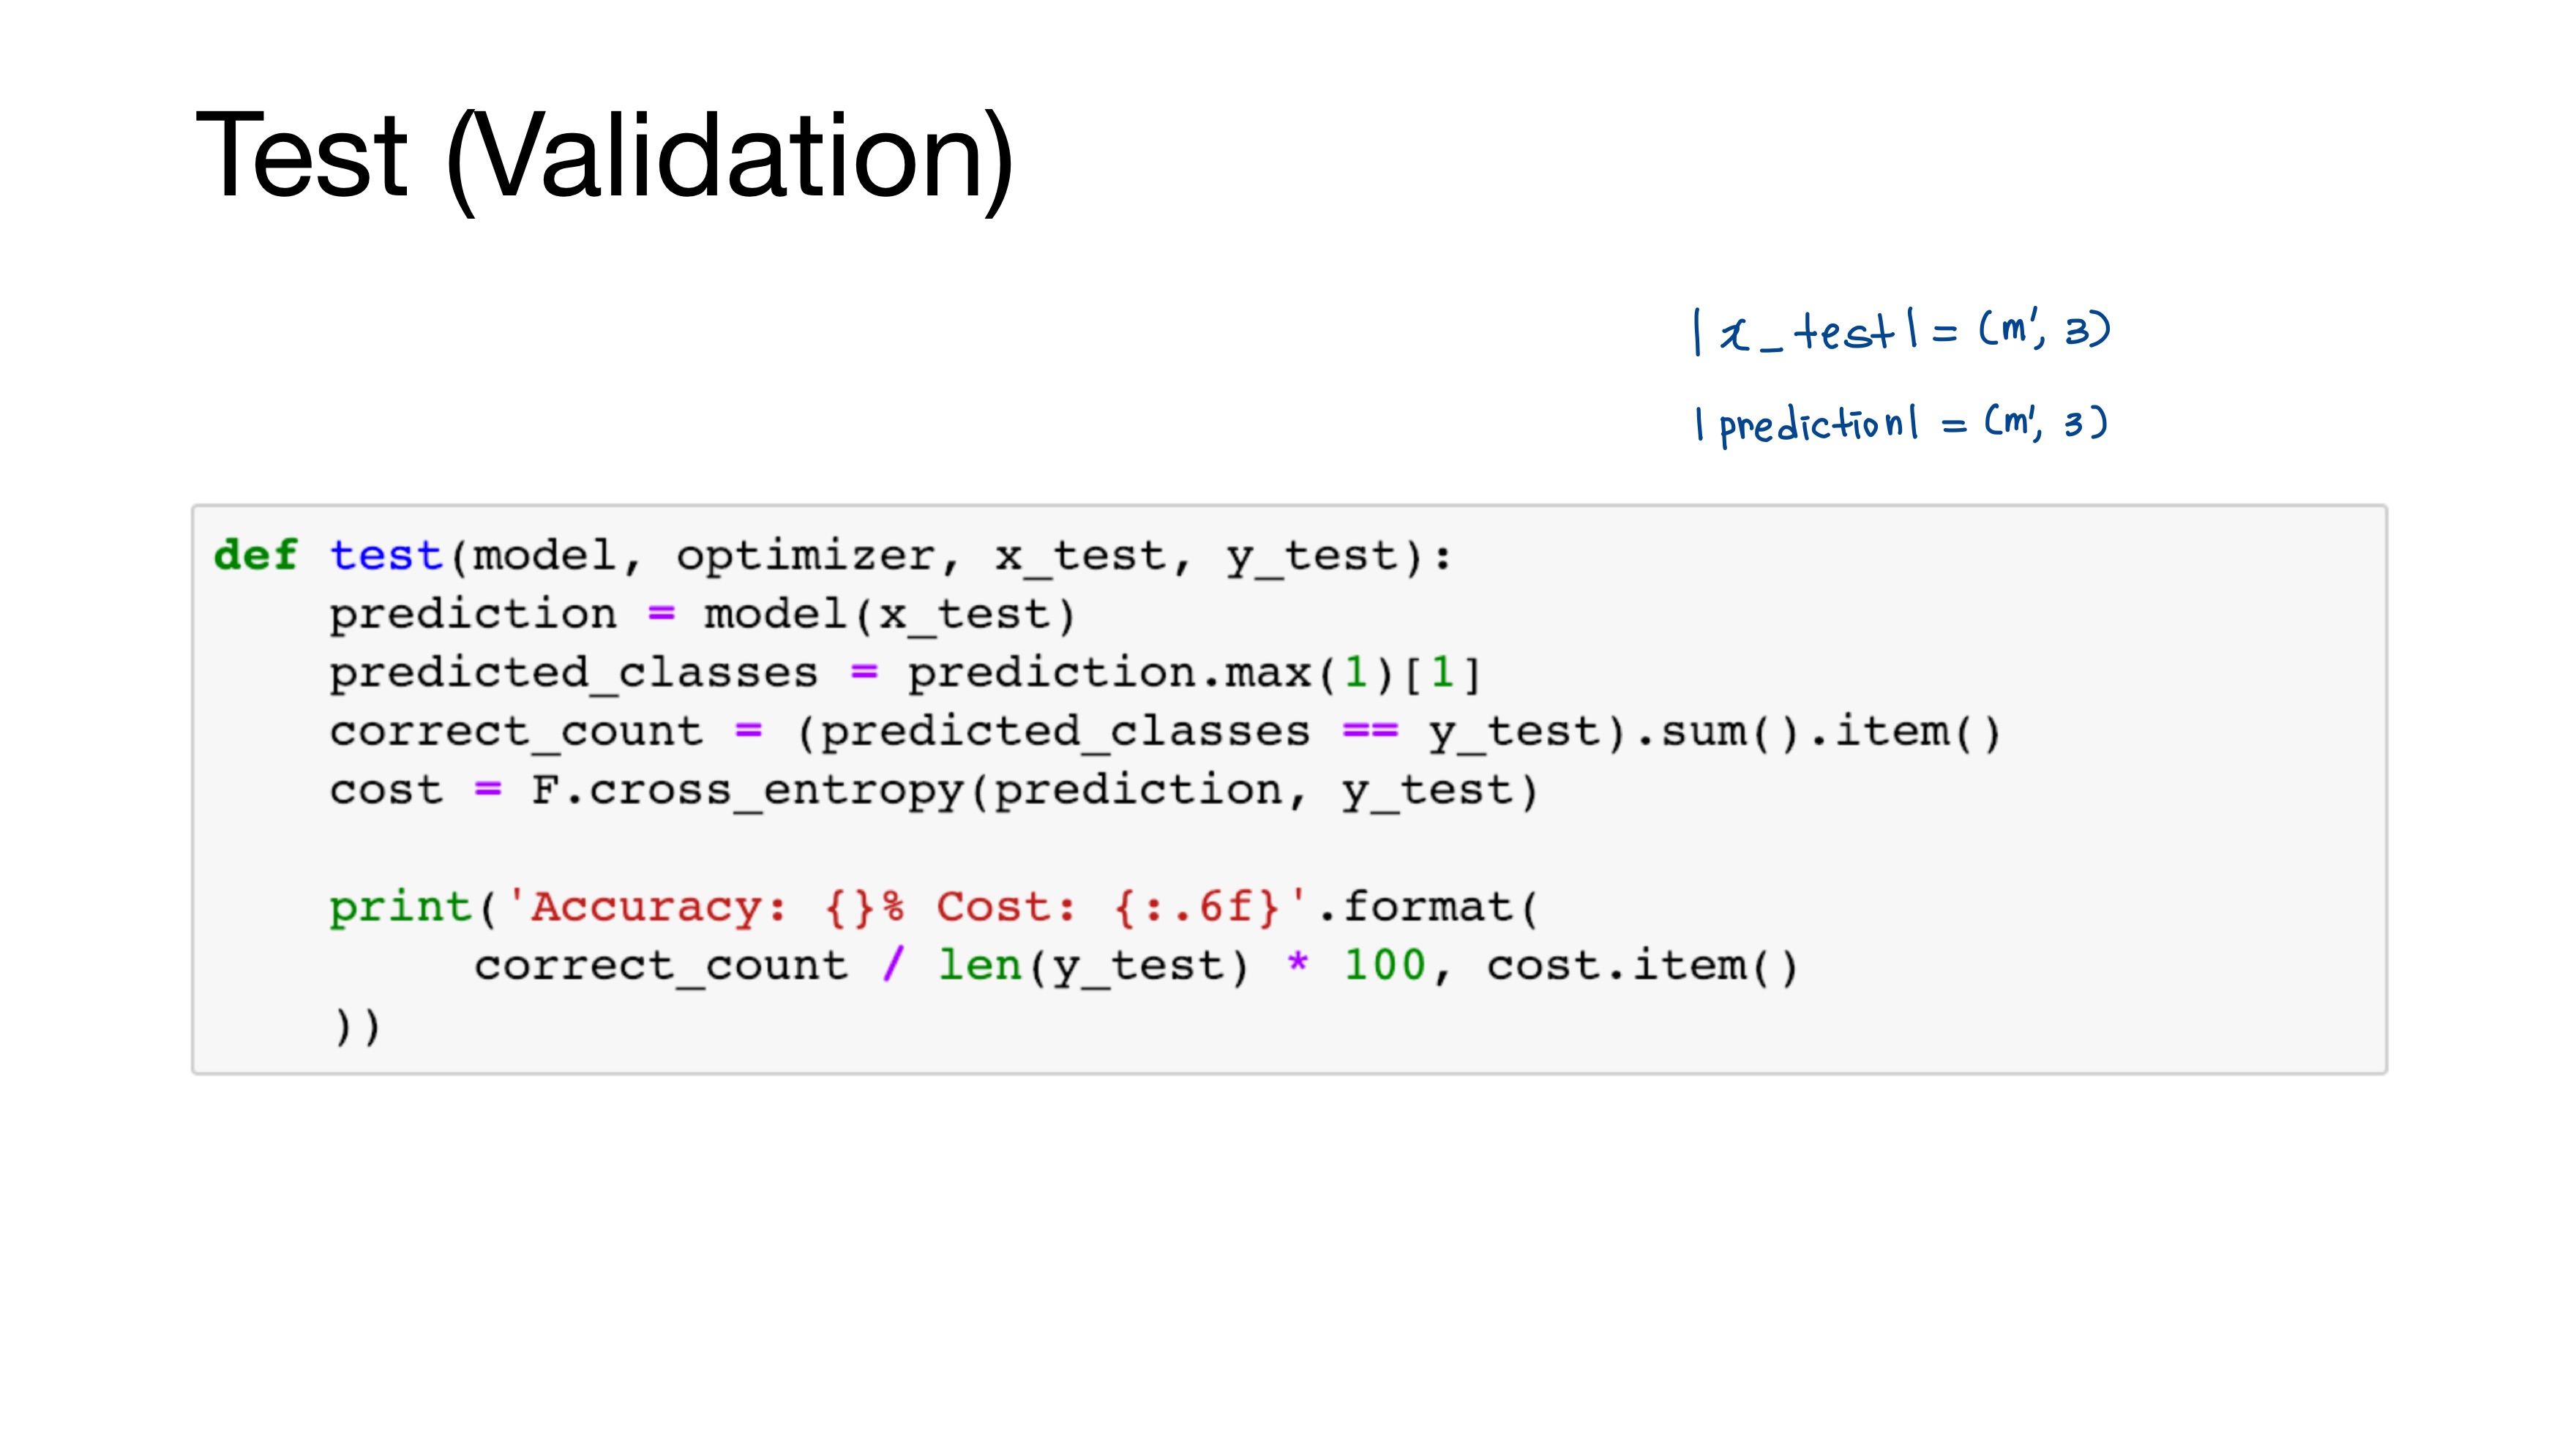 Test (Validation)
|x_test| = (m', 3)
|prediction| = (m', 3)
def test(model, optimizer, x_test, y_test):
    prediction = model(x_test)
    predicted_classes = prediction.max(1)[1]
    correct_count = (predicted_classes == y_test).sum().item()
    cost = F.cross_entropy(prediction, y_test)
    print('Accuracy: {}% Cost: {:.6f}'.format(
         correct_count / len(y_test) * 100, cost.item()
    ))